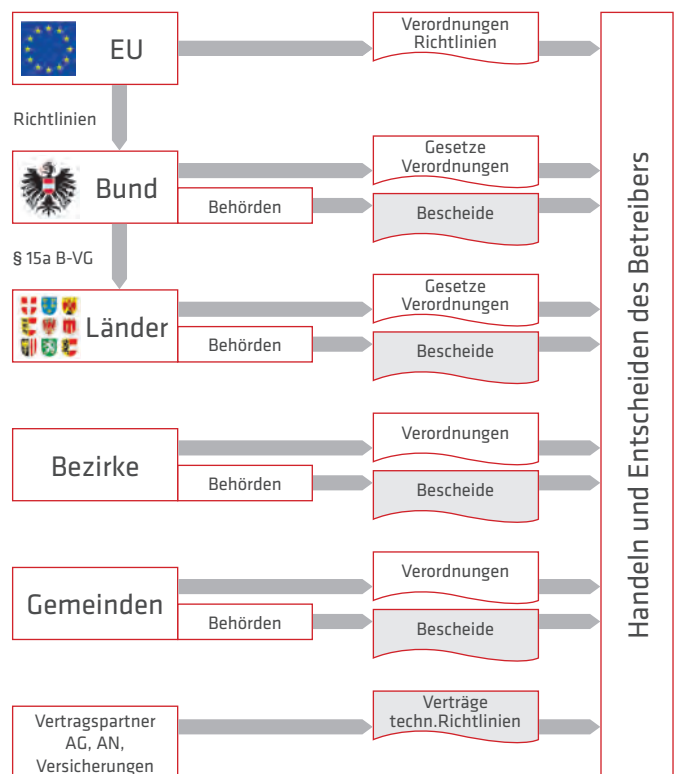 EU
Verordnungen
Richtlinien
Richtlinien
Bund
Gesetze
Verordnungen
Behörden
Bescheide
§ 15a B-VG
Länder
Gesetze
Verordnungen
Behörden
Bescheide
Bezirke
Verordnungen
Behörden
Bescheide
Gemeinden
Verordnungen
Behörden
Bescheide
Vertragspartner
AG, AN,
Versicherungen
Verträge
techn.Richtlinien
Handeln und Entscheiden des Betreibers